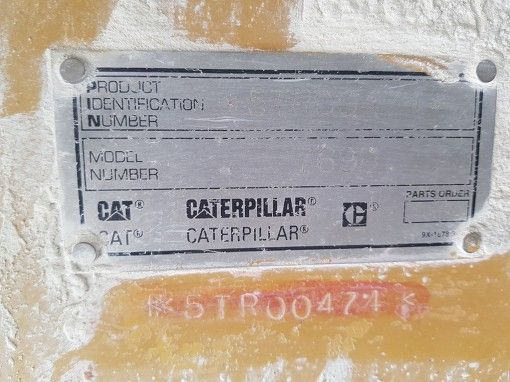 PRODUCT
IDENTIFICATION
NUMBER
MODEL
NUMBER
PARTS ORDER
CAT® CATERPILLAR®
CAT® CATERPILLAR®
5TR00471